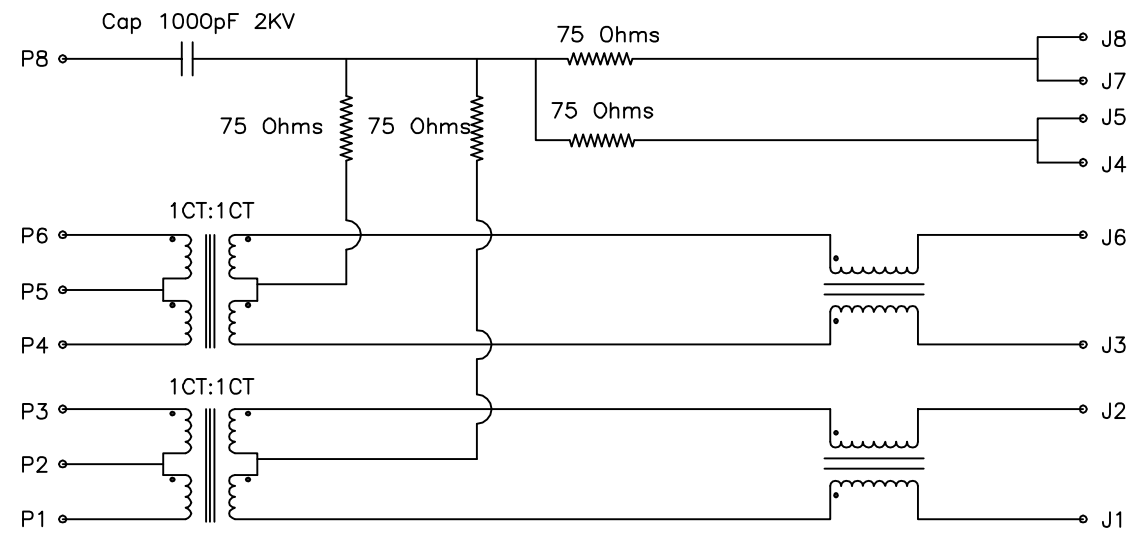 Cap 1000pF 2KV
75 Ohms
J8
P8
J7
75 Ohms
J5
75 Ohms
75 Ohms
J4
1CT:1CT
P6
J6
P5
P4
J3
1CT:1CT
P3
J2
P2
P1
J1